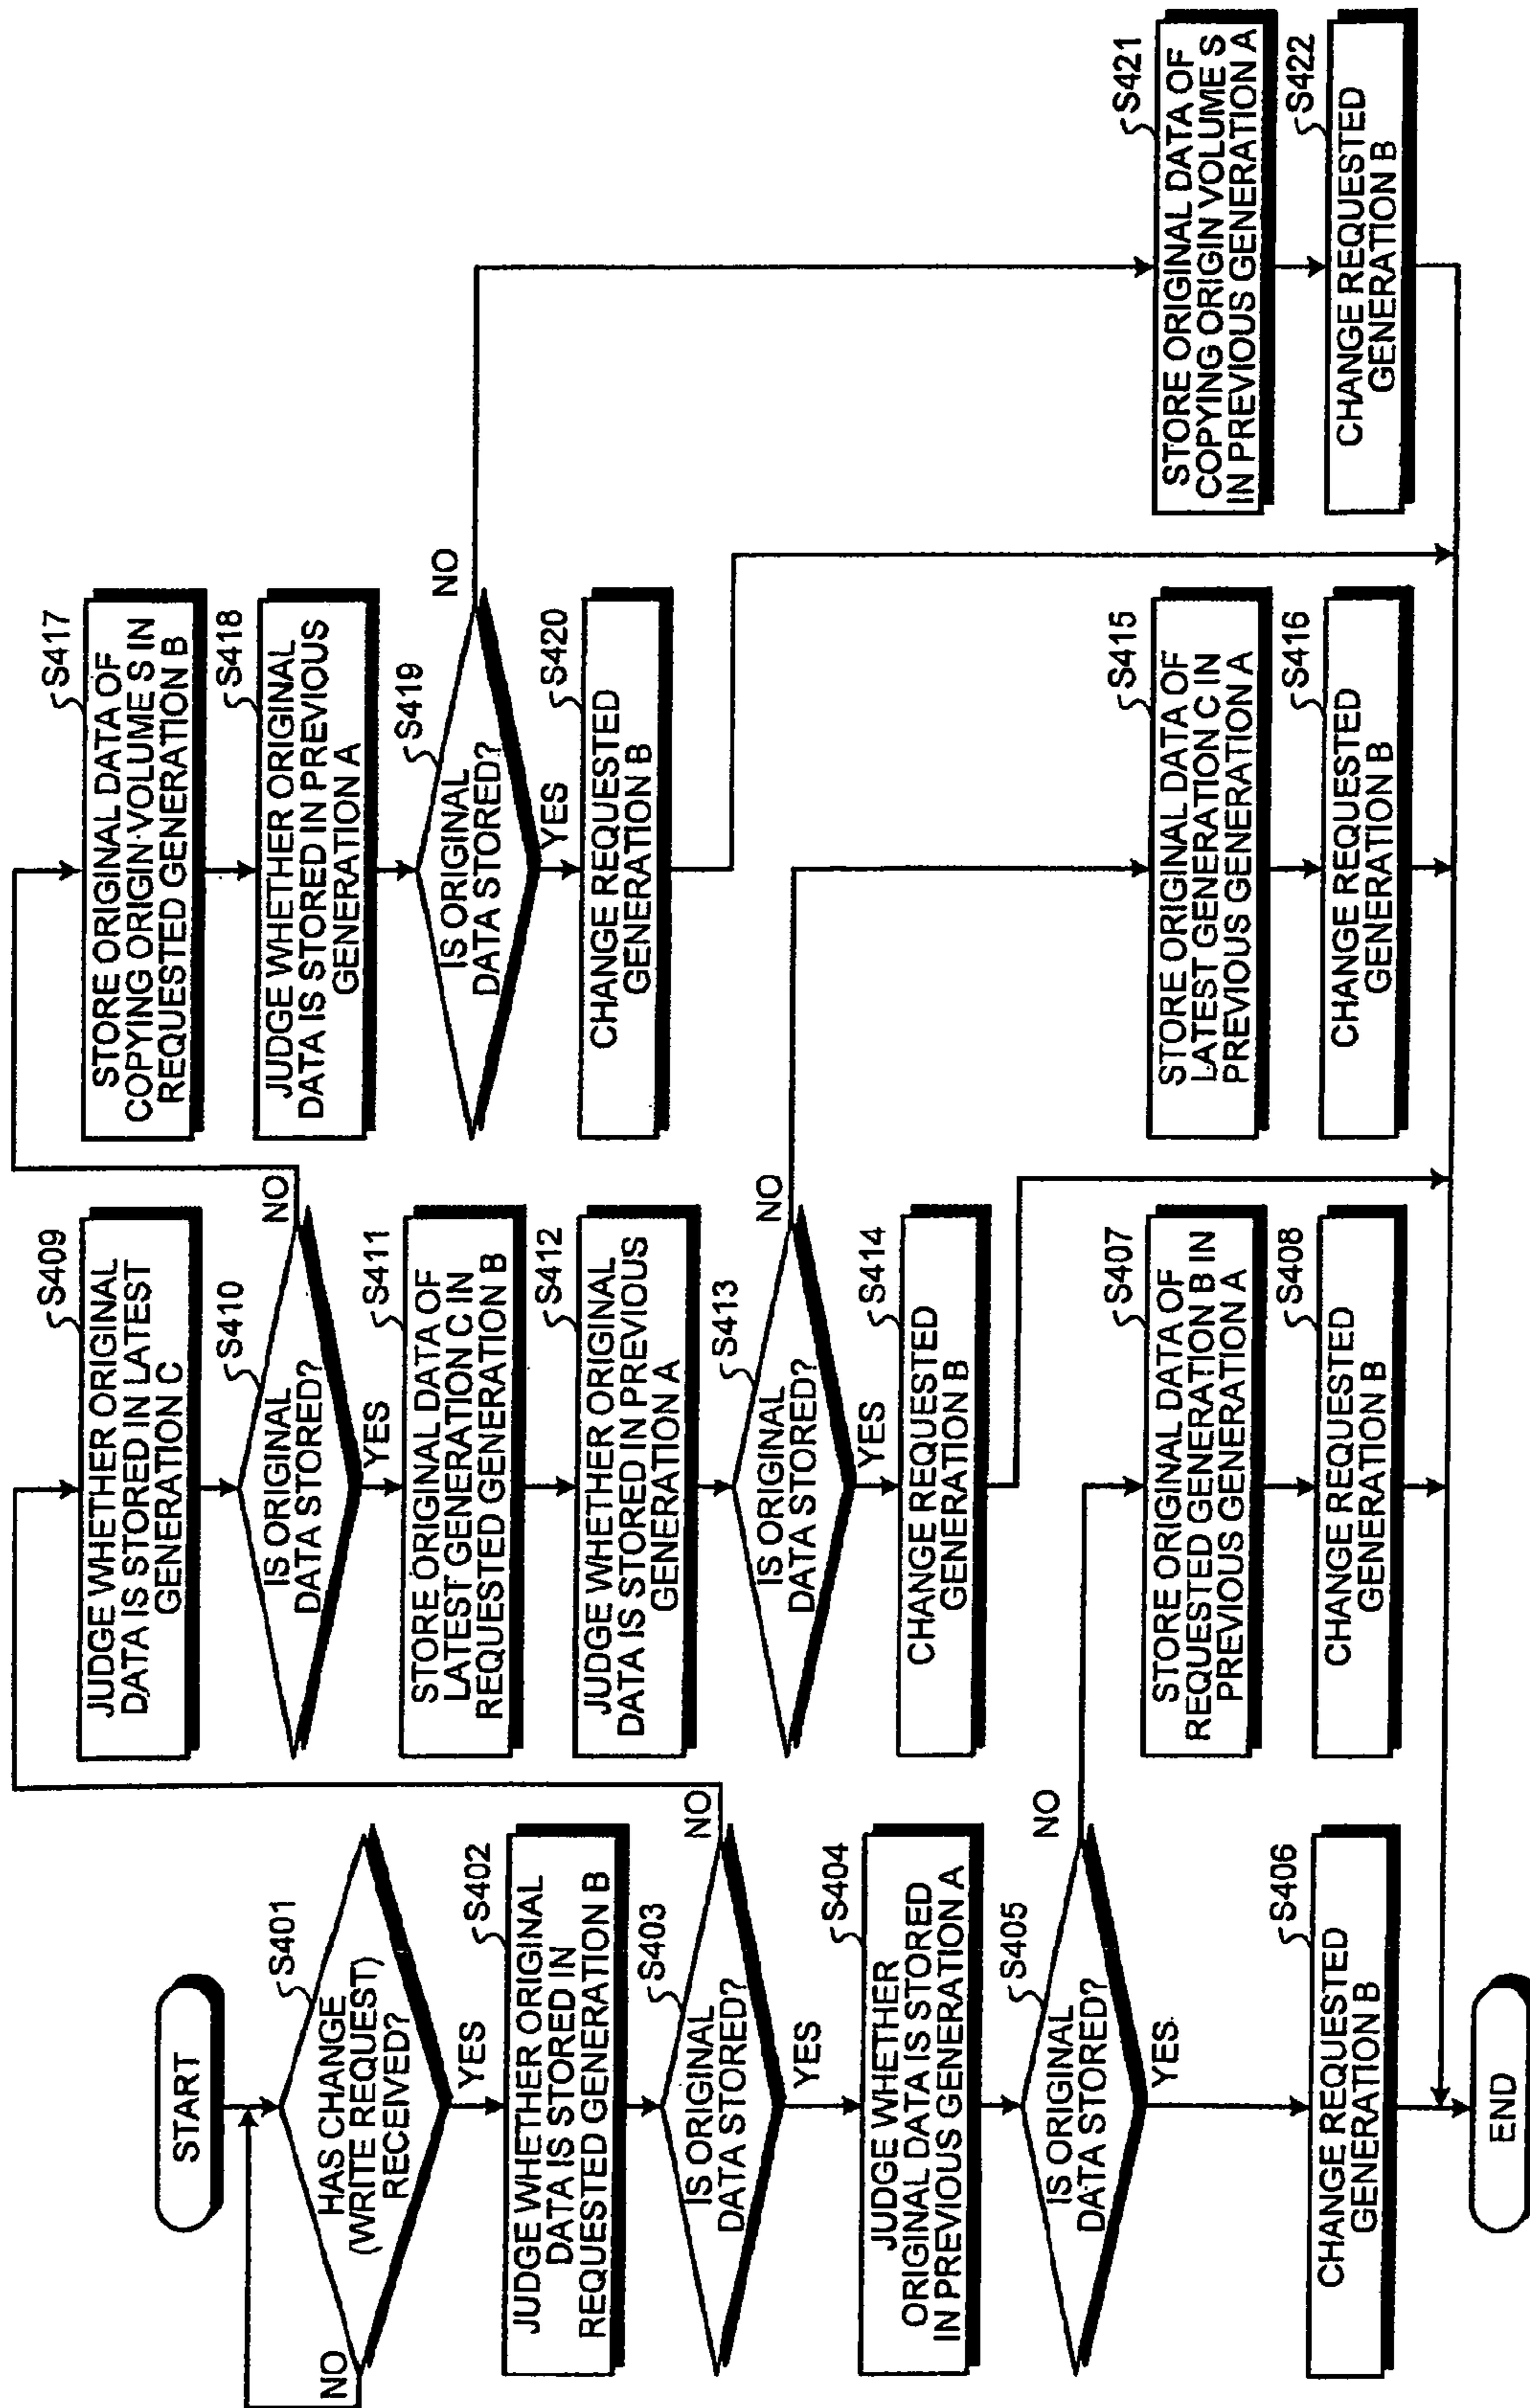 START
S401
HAS CHANGE
(WRITE REQUEST)
RECEIVED?
NO
YES
S402
JUDGE WHETHER ORIGINAL
DATA IS STORED IN
REQUESTED GENERATION B
S403
IS ORIGINAL
DATA STORED?
NO
YES
S404
JUDGE WHETHER
ORIGINAL DATA IS STORED
IN PREVIOUS GENERATION A
S405
IS ORIGINAL
DATA STORED?
NO
YES
S406
CHANGE REQUESTED
GENERATION B
END
S409
JUDGE WHETHER ORIGINAL
DATA IS STORED IN LATEST
GENERATION C
S410
IS ORIGINAL
DATA STORED?
NO
YES
S411
STORE ORIGINAL DATA OF
LATEST GENERATION C IN
REQUESTED GENERATION B
S412
JUDGE WHETHER ORIGINAL
DATA IS STORED IN PREVIOUS
GENERATION A
S413
IS ORIGINAL
DATA STORED?
NO
YES
S414
CHANGE REQUESTED
GENERATION B
S407
STORE ORIGINAL DATA OF
REQUESTED GENERATION B IN
PREVIOUS GENERATION A
S408
CHANGE REQUESTED
GENERATION B
S417
STORE ORIGINAL DATA OF
COPYING ORIGIN VOLUME S IN
REQUESTED GENERATION B
S418
JUDGE WHETHER ORIGINAL
DATA IS STORED IN PREVIOUS
GENERATION A
S419
IS ORIGINAL
DATA STORED?
NO
YES
S420
CHANGE REQUESTED
GENERATION B
S415
STORE ORIGINAL DATA OF
LATEST GENERATION C IN
PREVIOUS GENERATION A
S416
CHANGE REQUESTED
GENERATION B
S421
STORE ORIGINAL DATA OF
COPYING ORIGIN VOLUME S
IN PREVIOUS GENERATION A
S422
CHANGE REQUESTED
GENERATION B